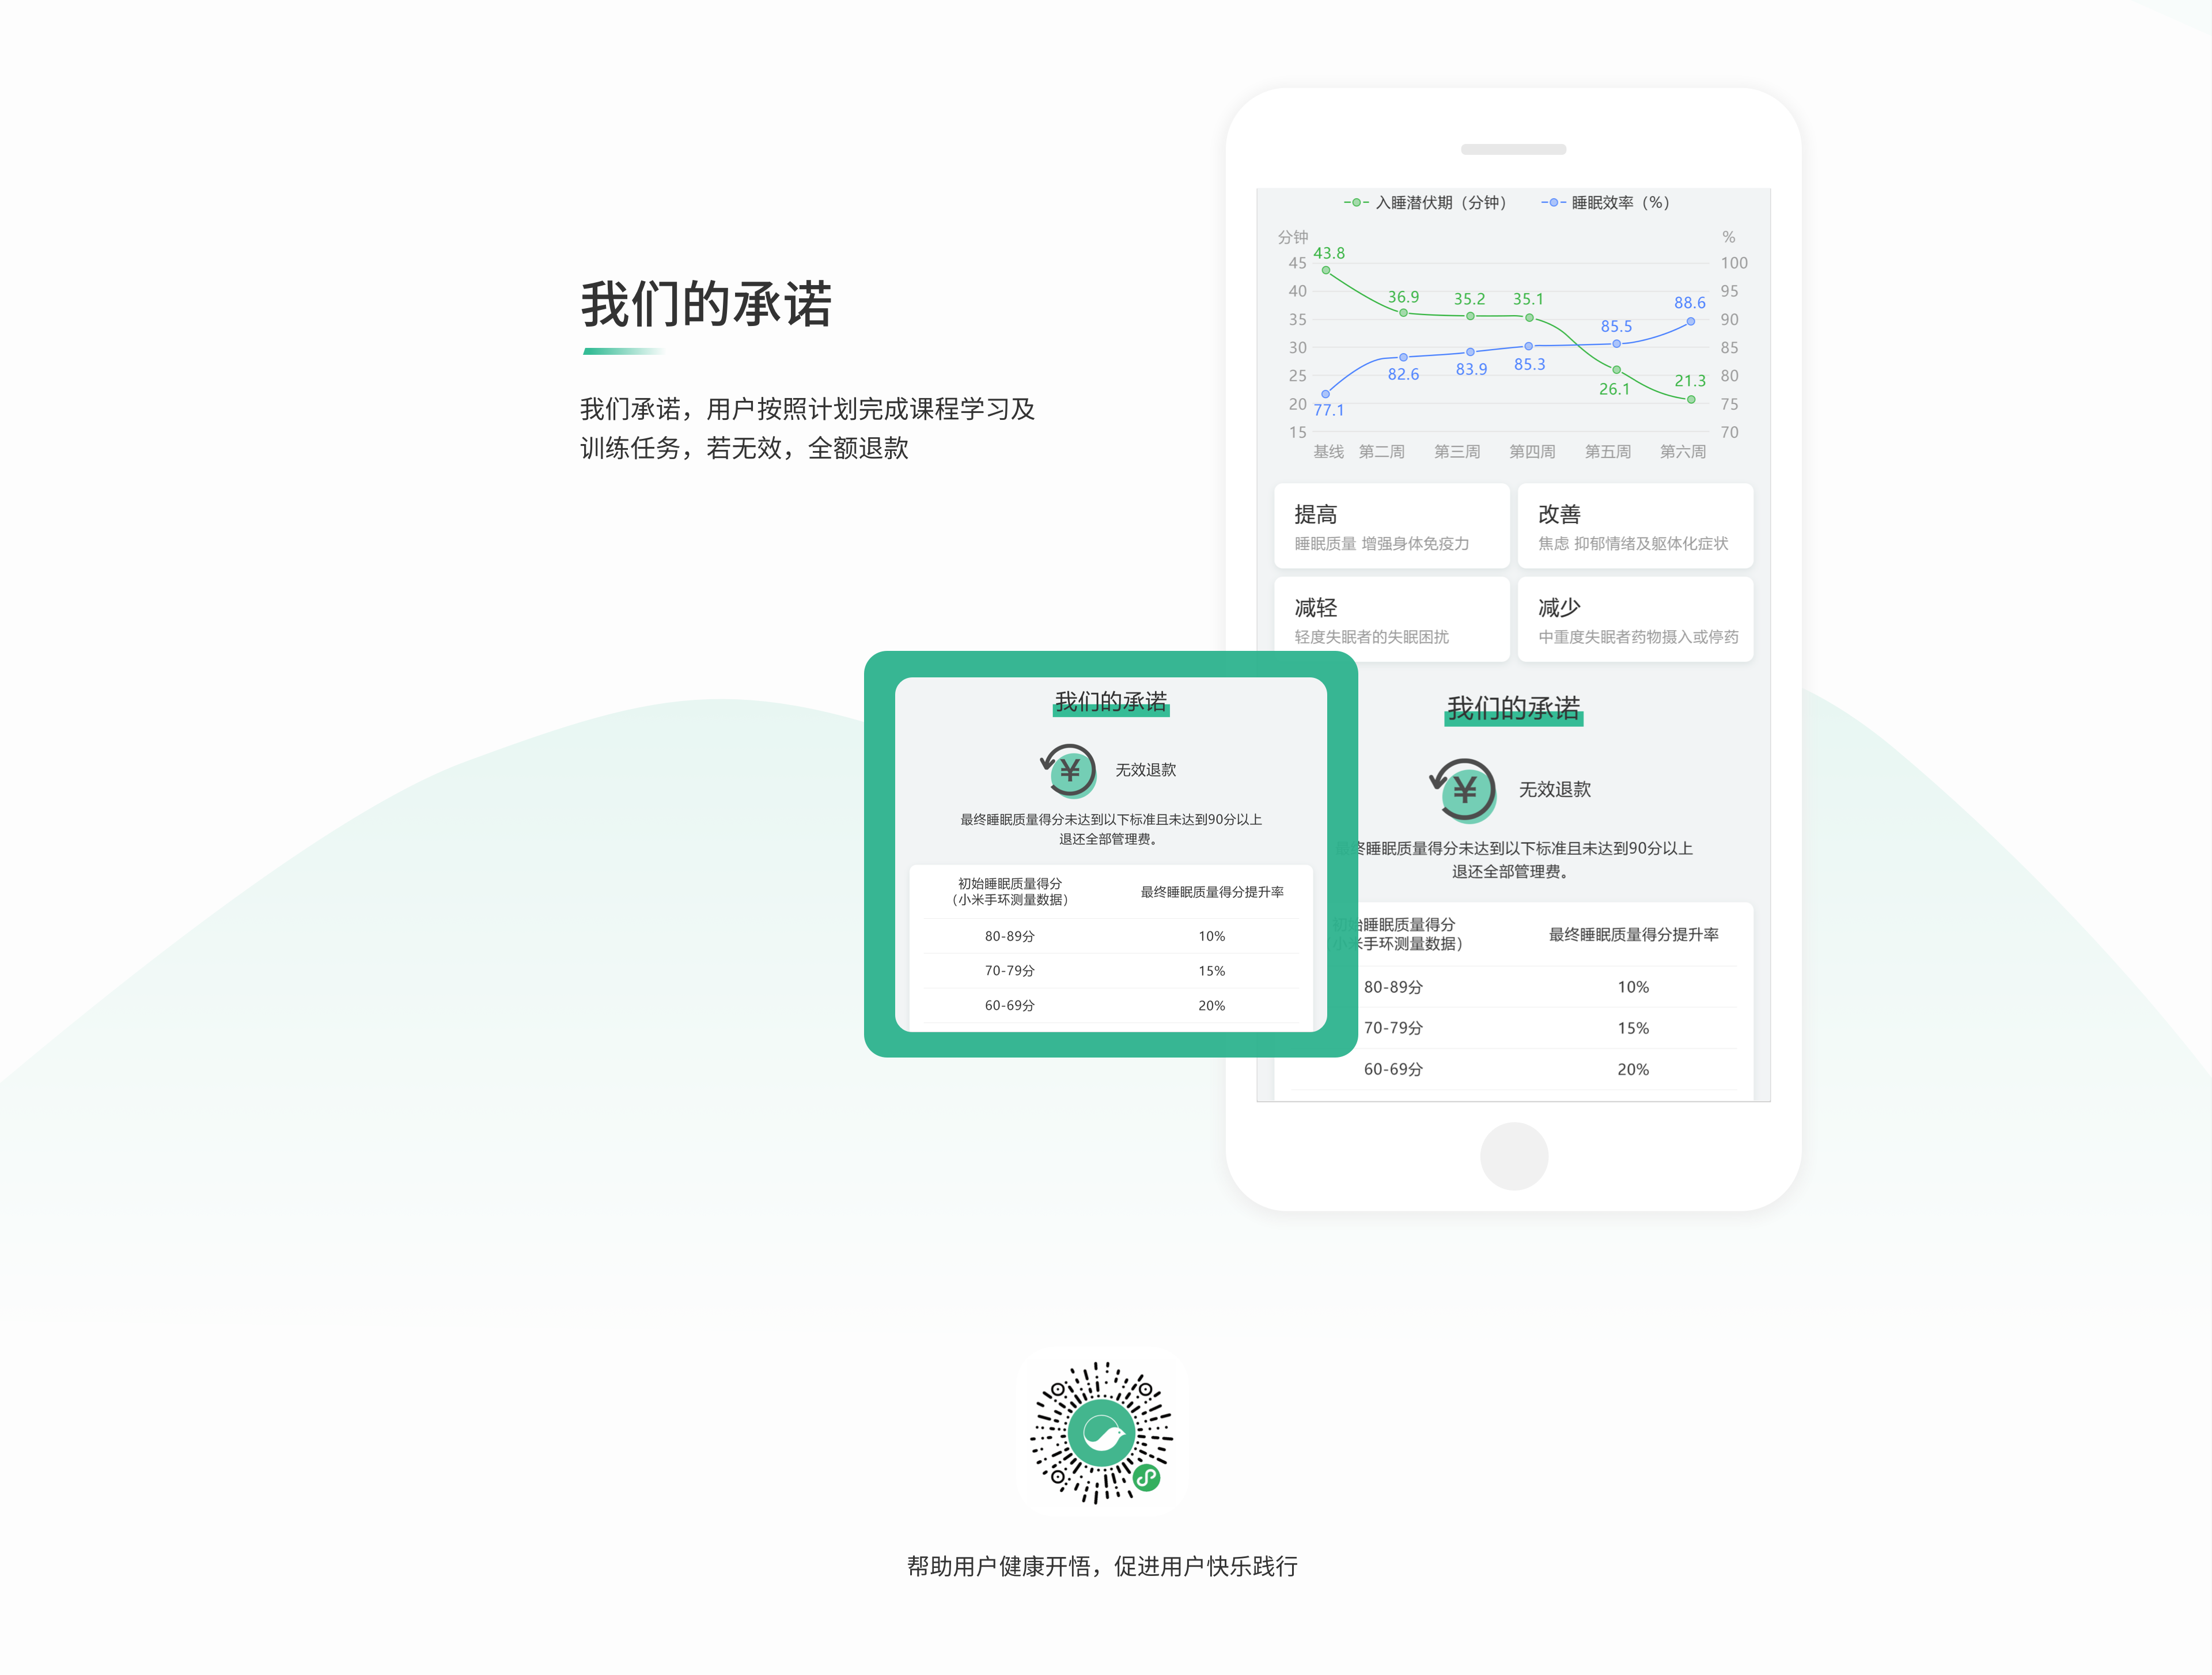 我们的承诺
我们承诺，用户按照计划完成课程学习及
训练任务，若无效，全额退款
入睡潜伏期（分钟） 睡眠效率（%）
分钟 %
45 43.8 100
40 36.9 35.2 35.1 88.6 95
35 85.5 90
30 85
25 82.6 83.9 85.3 26.1 21.3 80
20 77.1 75
15 70
基线 第二周 第三周 第四周 第五周 第六周
提高 改善
睡眠质量 增强身体免疫力 焦虑 抑郁情绪及躯体化症状
减轻 减少
轻度失眠者的失眠困扰 中重度失眠者药物摄入或停药
我们的承诺
¥ 无效退款
最终睡眠质量得分未达到以下标准且未达到90分以上
退还全部管理费。
初始睡眠质量得分
（小米手环测量数据）
最终睡眠质量得分提升率
80-89分 10%
70-79分 15%
60-69分 20%
我们的承诺
¥ 无效退款
最终睡眠质量得分未达到以下标准且未达到90分以上
退还全部管理费。
初始睡眠质量得分
小米手环测量数据）
最终睡眠质量得分提升率
80-89分 10%
70-79分 15%
60-69分 20%
帮助用户健康开悟，促进用户快乐践行